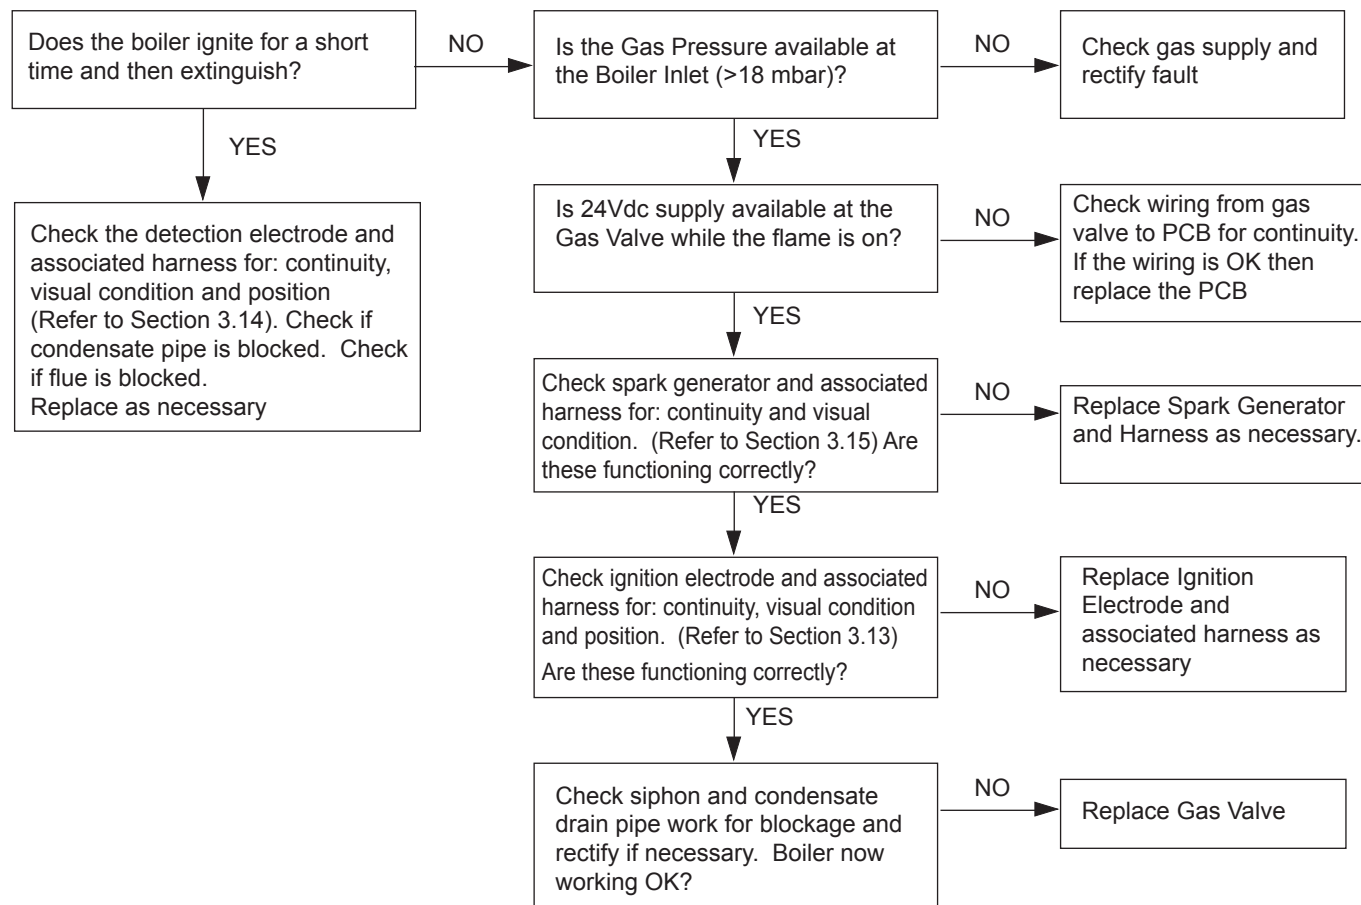 Does the boiler ignite for a short
time and then extinguish?
NO
Is the Gas Pressure available at
the Boiler Inlet (>18 mbar)?
NO
Check gas supply and
rectify fault
YES
YES
Check the detection electrode and
associated harness for: continuity,
visual condition and position
(Refer to Section 3.14). Check if
condensate pipe is blocked.  Check
if flue is blocked.
Replace as necessary
Is 24Vdc supply available at the
Gas Valve while the flame is on?
NO
Check wiring from gas
valve to PCB for continuity.
If the wiring is OK then
replace the PCB
YES
Check spark generator and associated
harness for: continuity and visual
condition.  (Refer to Section 3.15) Are
these functioning correctly?
NO
Replace Spark Generator
and Harness as necessary.
YES
Check ignition electrode and associated
harness for: continuity, visual condition
and position.  (Refer to Section 3.13)
Are these functioning correctly?
NO
Replace Ignition
Electrode and
associated harness as
necessary
YES
Check siphon and condensate
drain pipe work for blockage and
rectify if necessary.  Boiler now
working OK?
NO
Replace Gas Valve